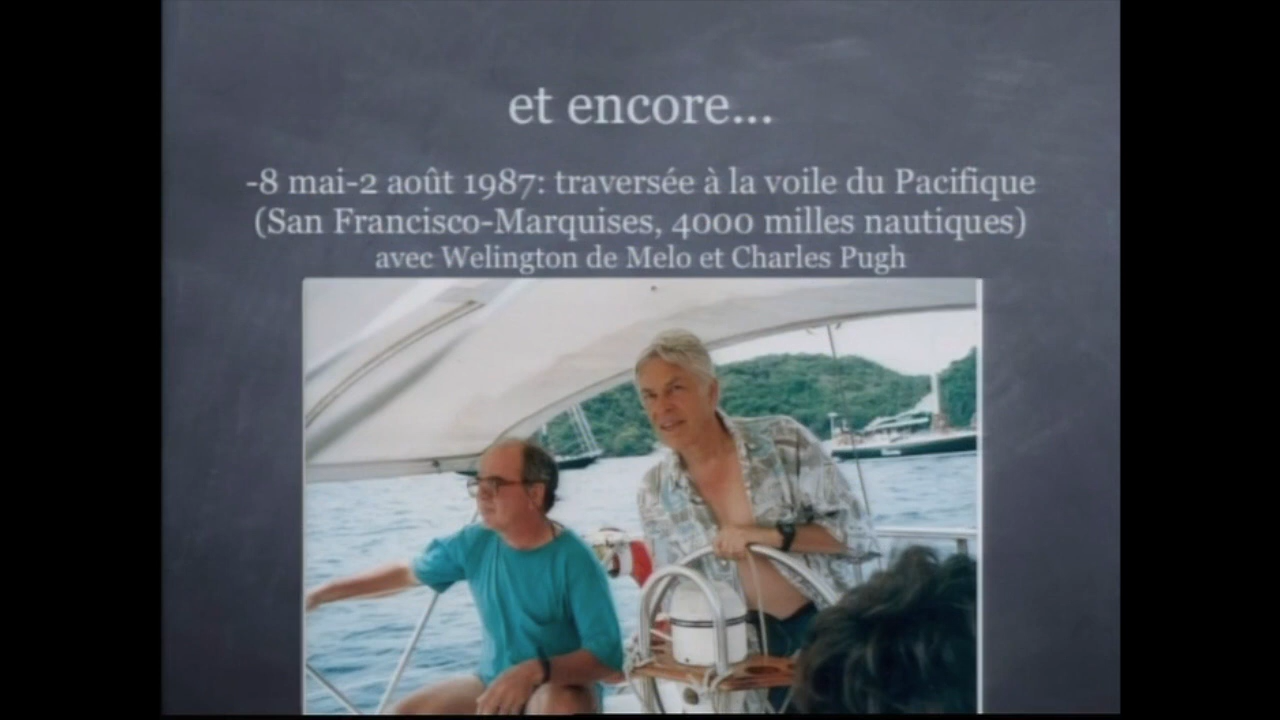 et encore...
-8 mai-2 août 1987: traversée à la voile du Pacifique
(San Francisco-Marquises, 4000 milles nautiques)
avec Welington de Melo et Charles Pugh